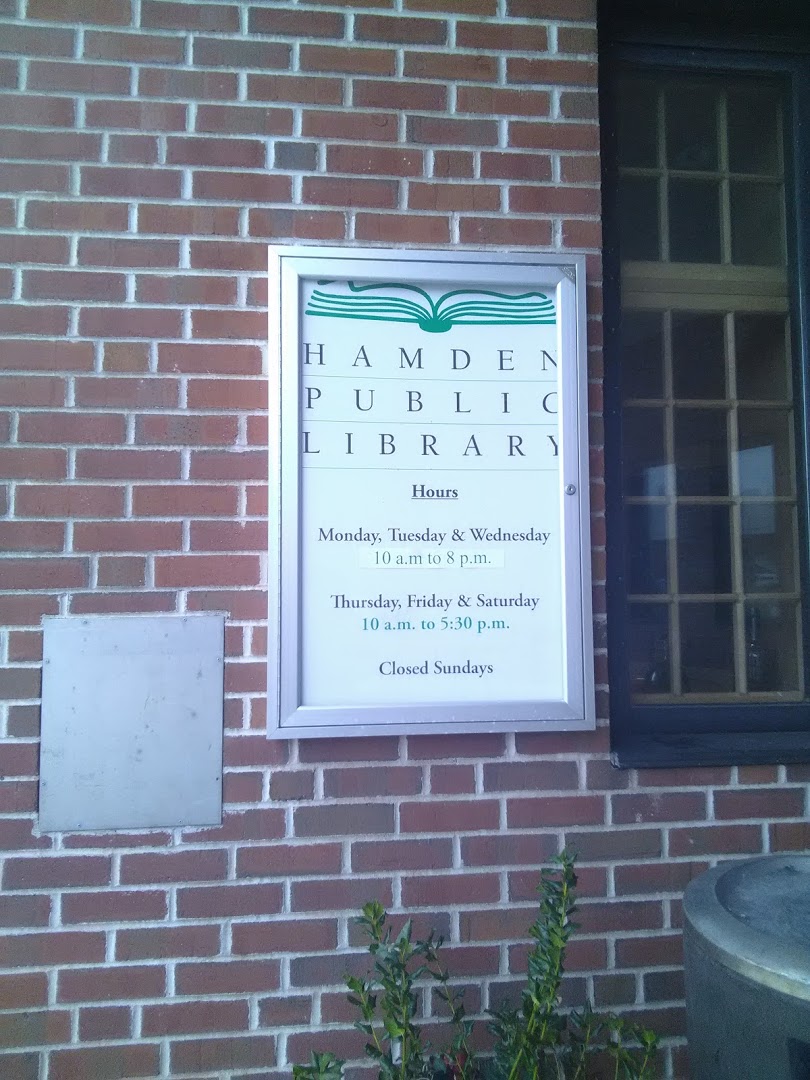 HAMDEN
PUBLIC
LIBRARY
Hours
Monday, Tuesday & Wednesday
10 a.m to 8 p.m.
Thursday, Friday & Saturday
10 a.m. to 5:30 p.m.
Closed Sundays